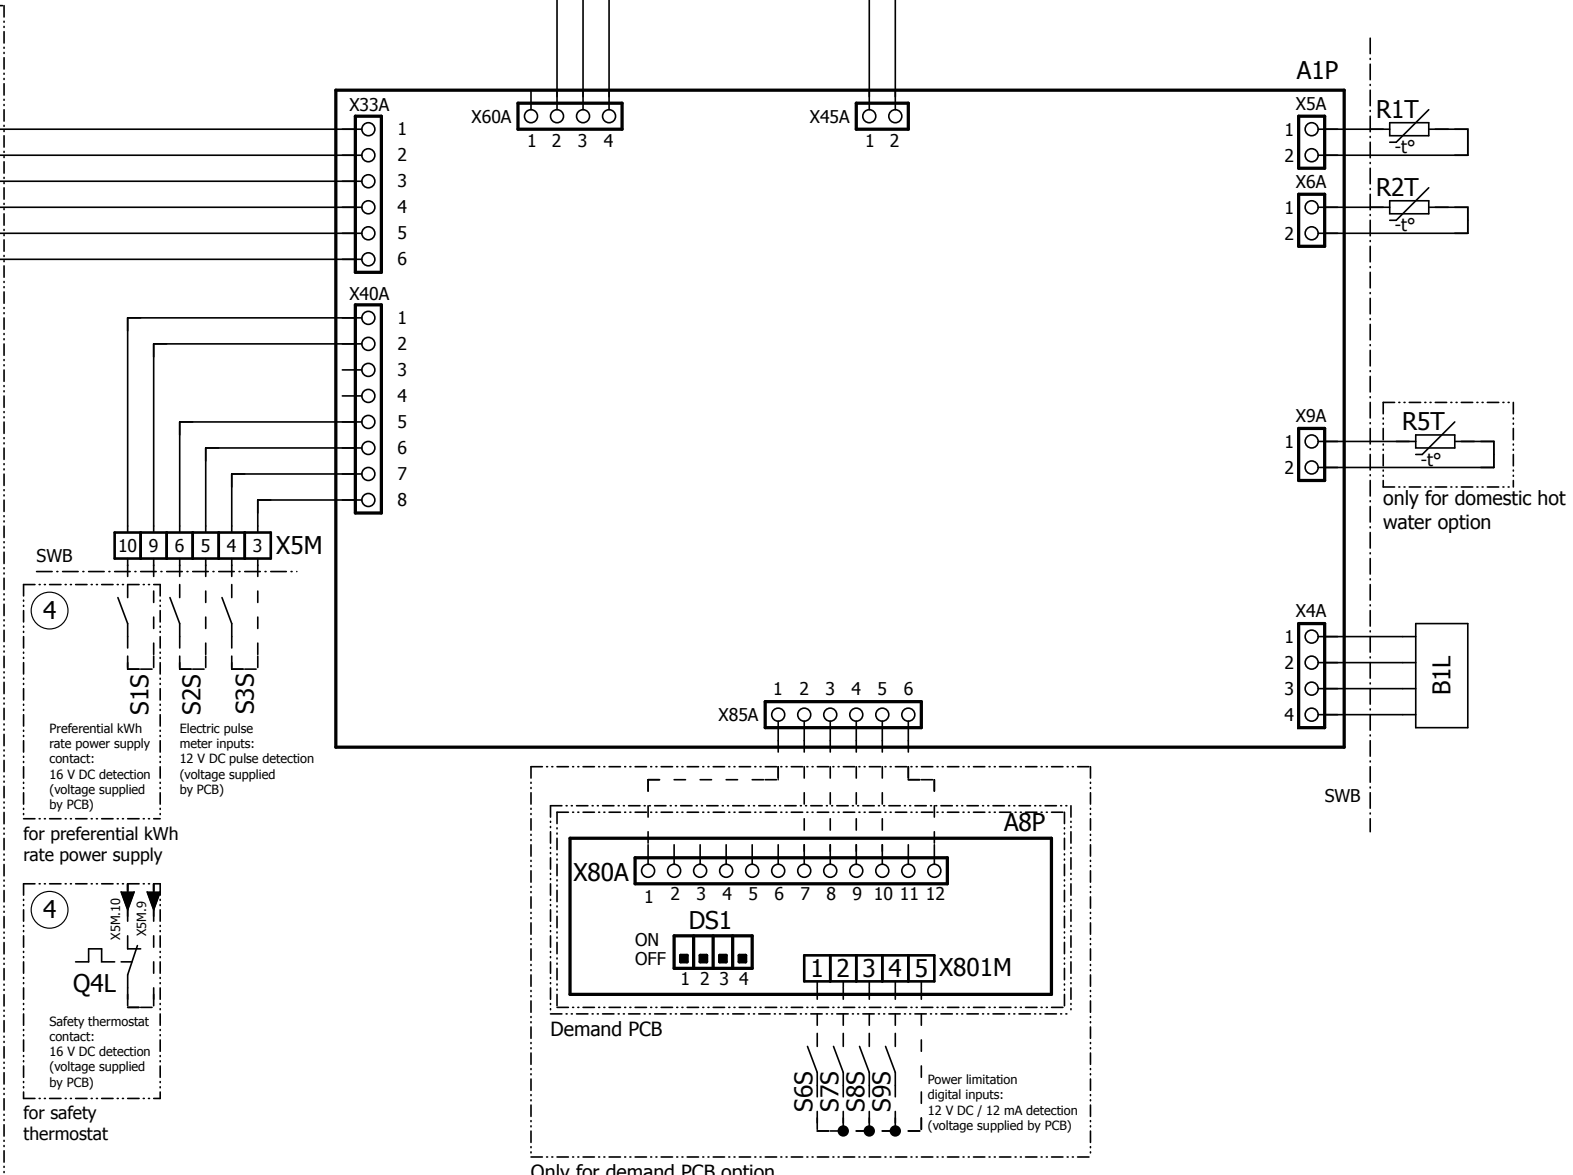 A1P
X33A
1
2
3
4
5
6
X60A
1 2 3 4
X45A
1 2
X5A
1
2
R1T
-t°
X6A
1
2
R2T
-t°
X40A
1
2
3
4
5
6
7
8
X9A
1
2
R5T
-t°
only for domestic hot
water option
SWB
10 9 6 5 4 3 X5M
4
S1S
S2S
S3S
Preferential kWh
rate power supply
contact:
16 V DC detection
(voltage supplied
by PCB)
Electric pulse
meter inputs:
12 V DC pulse detection
(voltage supplied
by PCB)
for preferential kWh
rate power supply
X4A
1
2
3
4
B1L
SWB
1 2 3 4 5 6
X85A
A8P
X80A
1 2 3 4 5 6 7 8 9 10 11 12
DS1
ON
OFF
1 2 3 4
1 2 3 4 5 X801M
Demand PCB
S6S
S7S
S8S
S9S
Power limitation
digital inputs:
12 V DC / 12 mA detection
(voltage supplied by PCB)
Only for demand PCB option
4
X5M.10
X5M.9
Q4L
Safety thermostat
contact:
16 V DC detection
(voltage supplied
by PCB)
for safety
thermostat